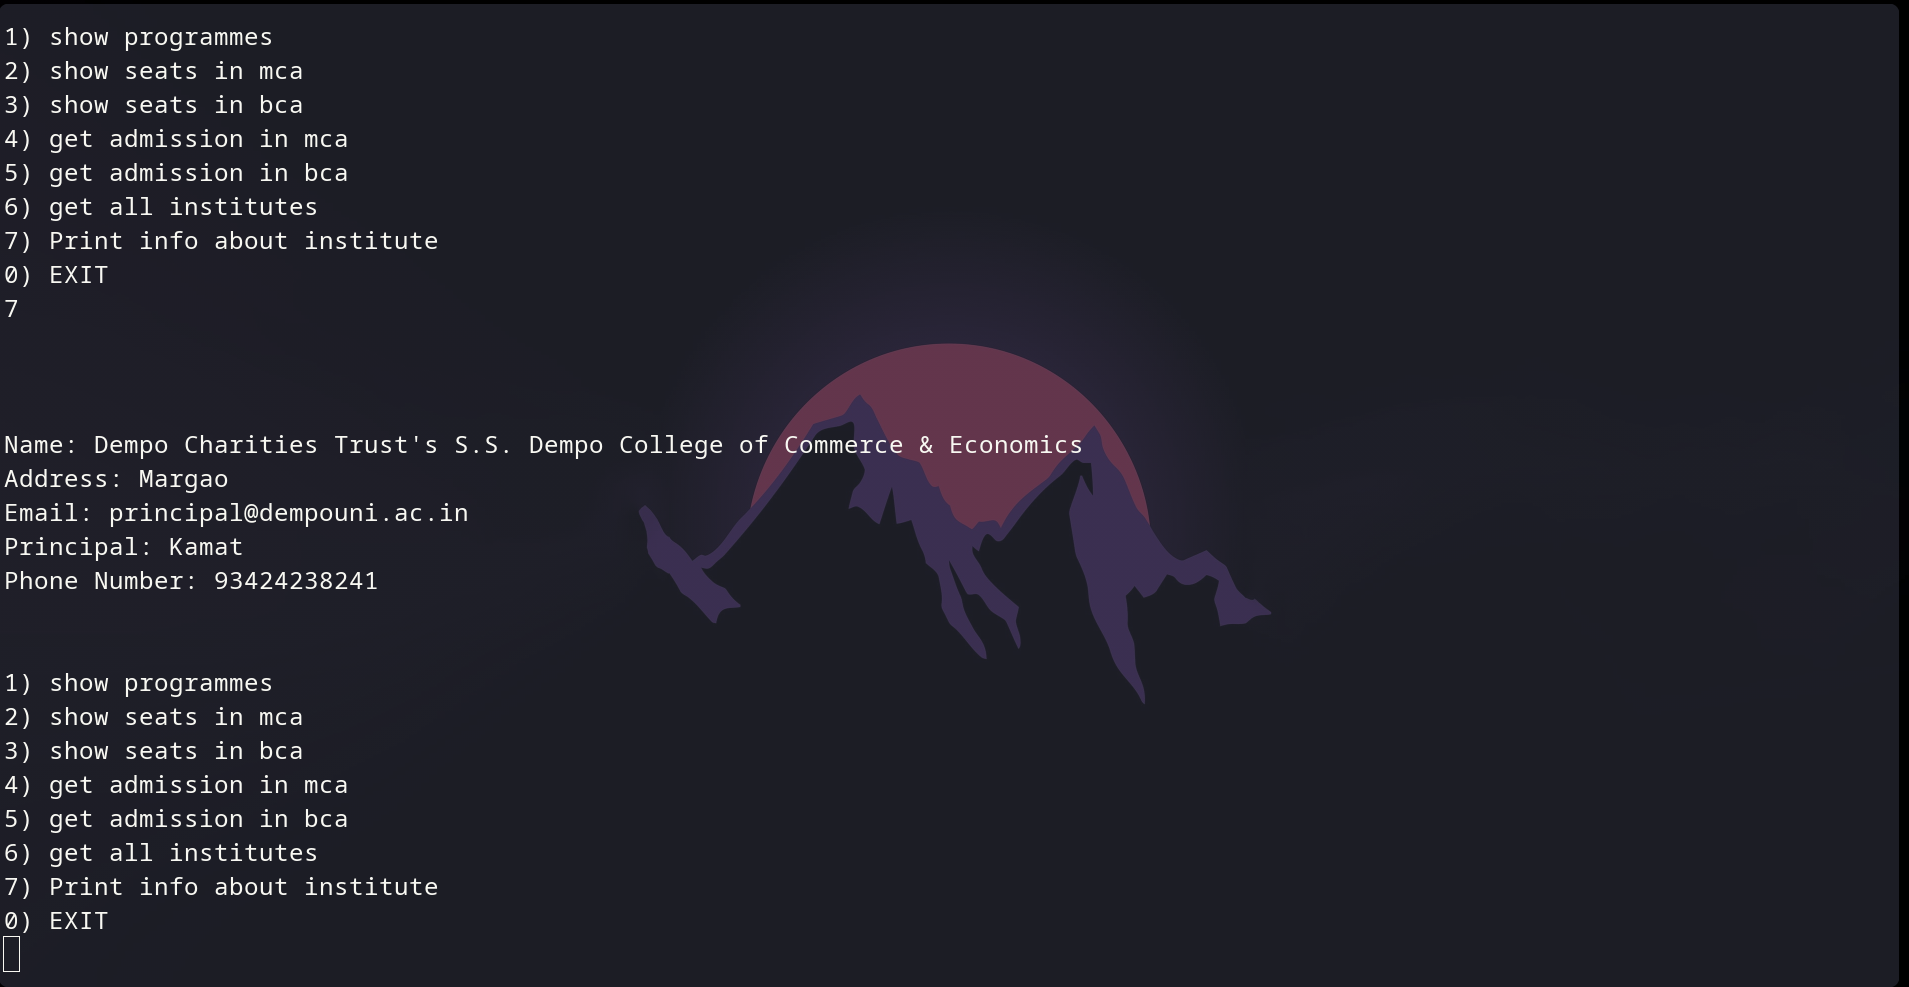 1) show programmes
2) show seats in mca
3) show seats in bca
4) get admission in mca
5) get admission in bca
6) get all institutes
7) Print info about institute
0) EXIT
7
Name: Dempo Charities Trust's S.S. Dempo College of Commerce & Economics
Address: Margao
Email: principal@dempouni.ac.in
Principal: Kamat
Phone Number: 93424238241
1) show programmes
2) show seats in mca
3) show seats in bca
4) get admission in mca
5) get admission in bca
6) get all institutes
7) Print info about institute
0) EXIT